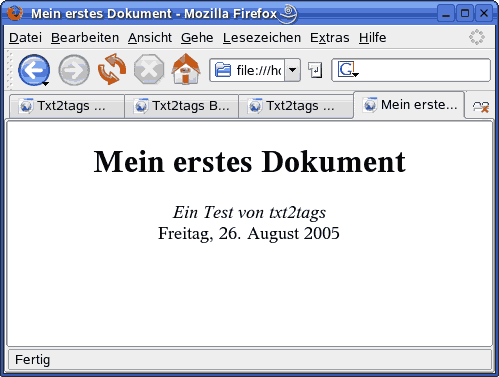 Mein erstes Dokument - Mozilla Firefox
Datei Bearbeiten Ansicht Gehe Lesezeichen Extras Hilfe
file:///ho G
Txt2tags ... Txt2tags B... Txt2tags ... Mein erste...
Mein erstes Dokument
Ein Test von txt2tags
Freitag, 26. August 2005
Fertig